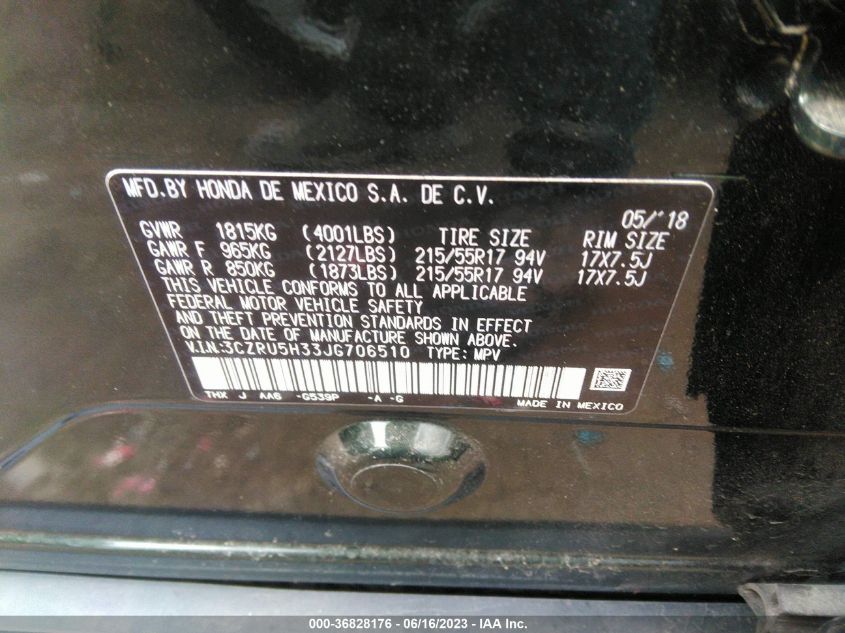 MFD.BY HONDA DE MEXICO S.A. DE C.V.
05/'18
GVWR 1815KG (4001LBS) TIRE SIZE RIM SIZE
GAWR F 965KG (2127LBS) 215/55R17 94V 17X7.5J
GAWR R 850KG (1873LBS) 215/55R17 94V 17X7.5J
THIS VEHICLE CONFORMS TO ALL APPLICABLE
FEDERAL MOTOR VEHICLE SAFETY
AND THEFT PREVENTION STANDARDS IN EFFECT
ON THE DATE OF MANUFACTURE SHOWN ABOVE.
V.I.N:3CZRU5H33JG706510 TYPE: MPV
THX J AA6 -G539P -A -G
MADE IN MEXICO
000-36828176 - 06/16/2023 - IAA Inc.